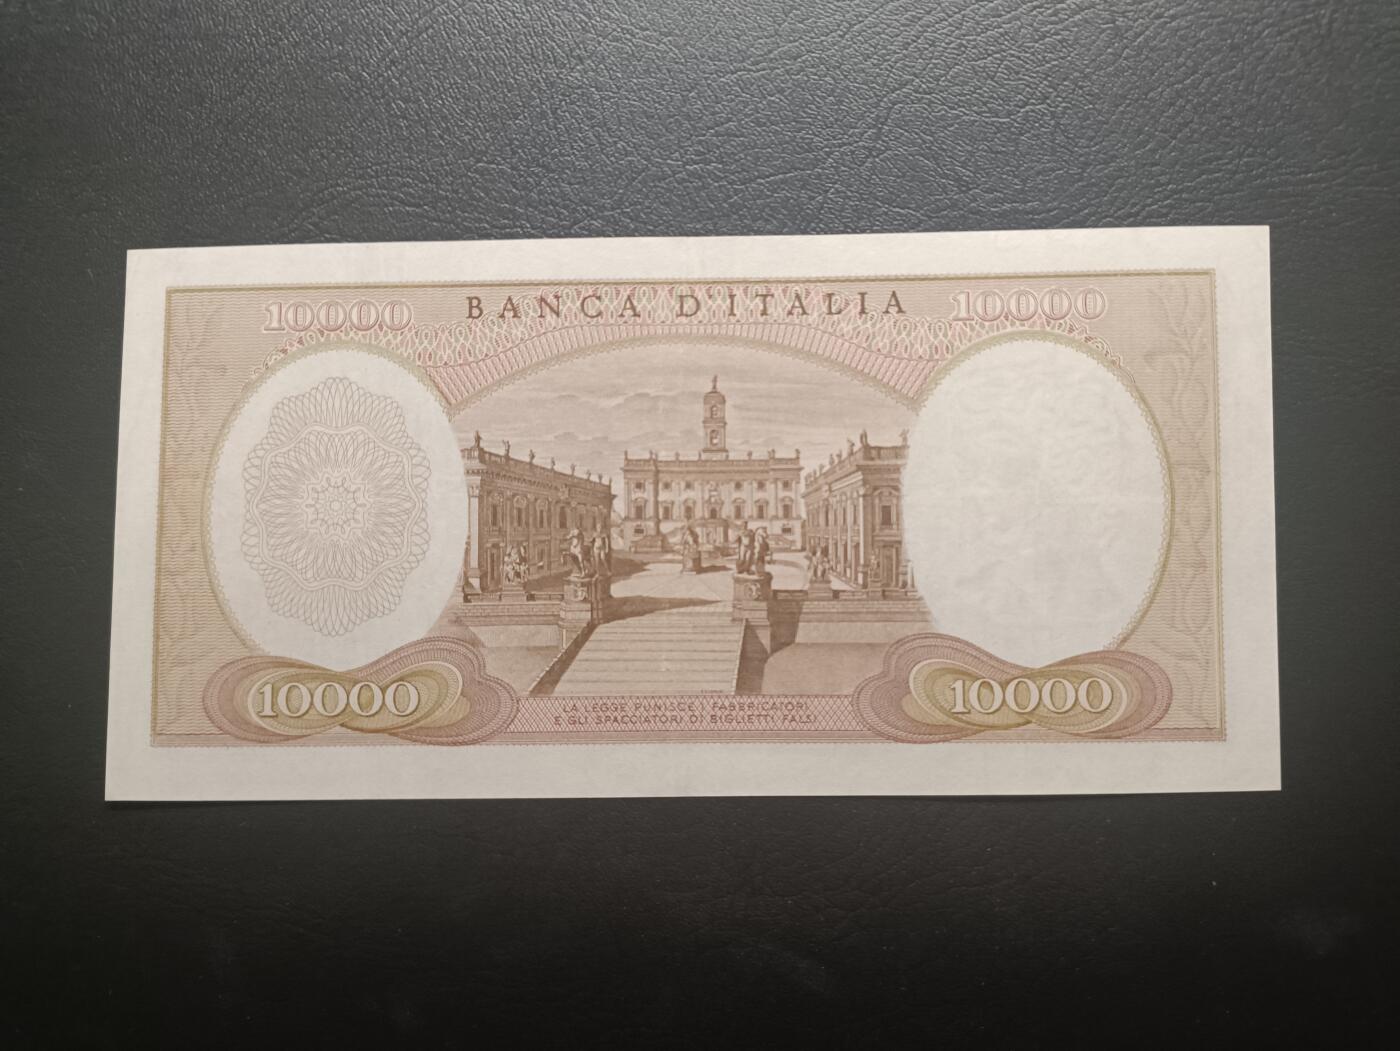 10000 BANCA D'ITALIA 10000
10000 10000
LA LEGGE PUNISCE I FABBRICATORI
E GLI SPACCIATORI DI BIGLIETTI FALSI